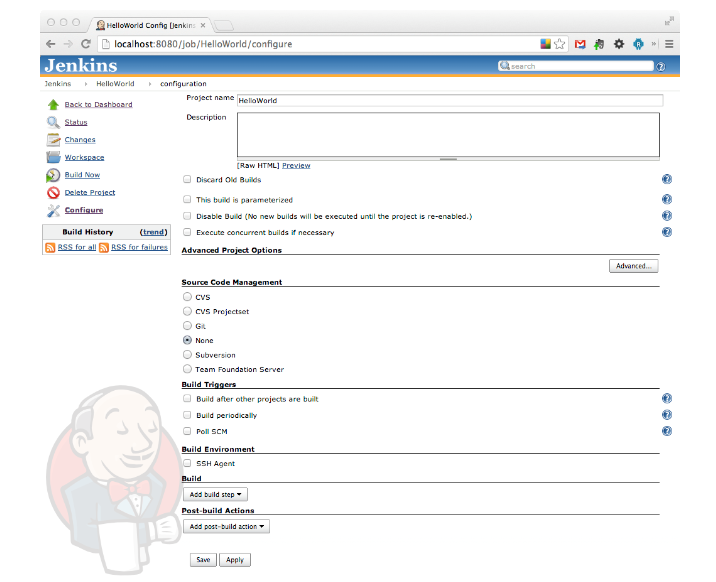 HelloWorld Config [Jenkins
localhost:8080/job/HelloWorld/configure
Jenkins
search
Jenkins HelloWorld configuration
Back to Dashboard
Status
Changes
Workspace
Build Now
Delete Project
Configure
Build History (trend)
RSS for all RSS for failures
Project name HelloWorld
Description
[Raw HTML] Preview
Discard Old Builds
This build is parameterized
Disable Build (No new builds will be executed until the project is re-enabled.)
Execute concurrent builds if necessary
Advanced Project Options
Advanced...
Source Code Management
CVS
CVS Projectset
Git
None
Subversion
Team Foundation Server
Build Triggers
Build after other projects are built
Build periodically
Poll SCM
Build Environment
SSH Agent
Build
Add build step
Post-build Actions
Add post-build action
Save Apply